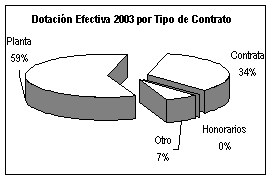 Dotación Efectiva 2003 por Tipo de Contrato
Planta
59%
Contrata
34%
Honorarios
0%
Otro
7%